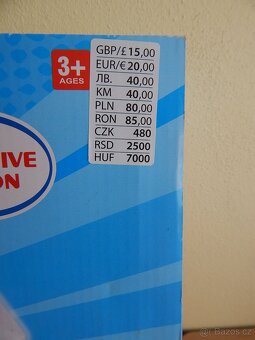 3+
AGES
GBP/£ 15,00
EUR/€ 20,00
ЛВ. 40,00
KM 40,00
PLN 80,00
RON 85,00
CZK 480
RSD 2500
HUF 7000
IVE
ON
Bazos.cz